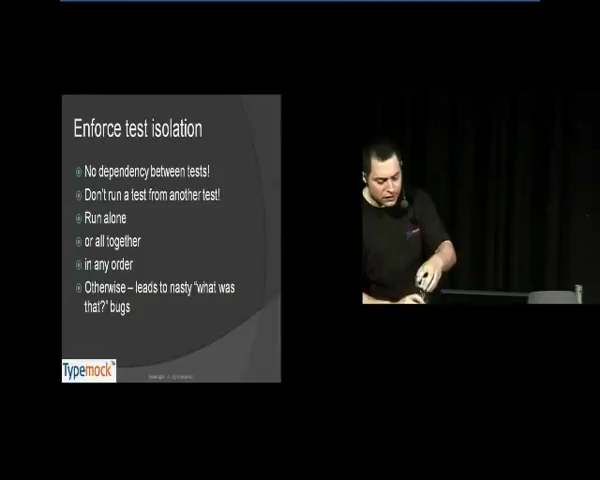 Enforce test isolation
No dependency between tests!
Don't run a test from another test!
Run alone
or all together
in any order
Otherwise – leads to nasty "what was
that?" bugs
Typemock